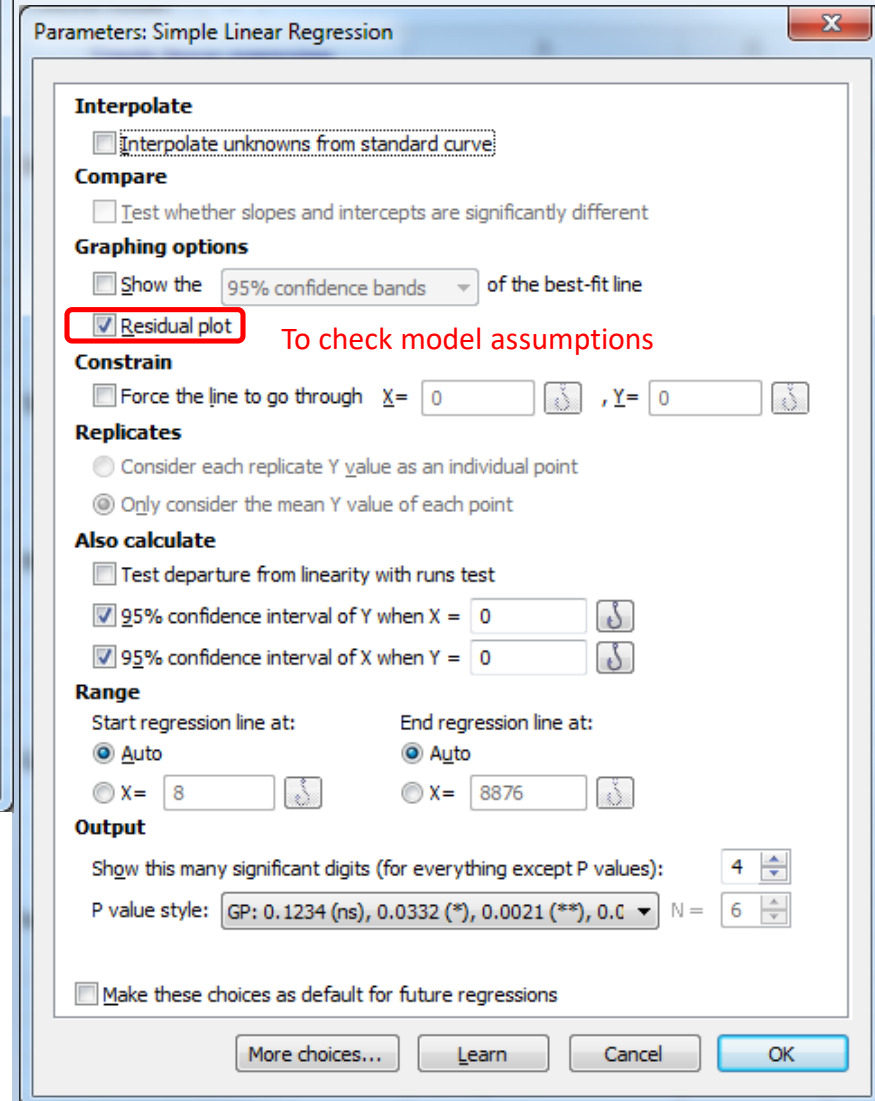 Parameters: Simple Linear Regression
Interpolate
Interpolate unknowns from standard curve
Compare
Test whether slopes and intercepts are significantly different
Graphing options
Show the 95% confidence bands of the best-fit line
Residual plot To check model assumptions
Constrain
Force the line to go through X= 0 , Y= 0
Replicates
Consider each replicate Y value as an individual point
Only consider the mean Y value of each point
Also calculate
Test departure from linearity with runs test
95% confidence interval of Y when X = 0
95% confidence interval of X when Y = 0
Range
Start regression line at: End regression line at:
Auto Auto
X= 8 X= 8876
Output
Show this many significant digits (for everything except P values): 4
P value style: GP: 0.1234 (ns), 0.0332 (*), 0.0021 (**), 0.0 N = 6
Make these choices as default for future regressions
More choices... Learn Cancel OK